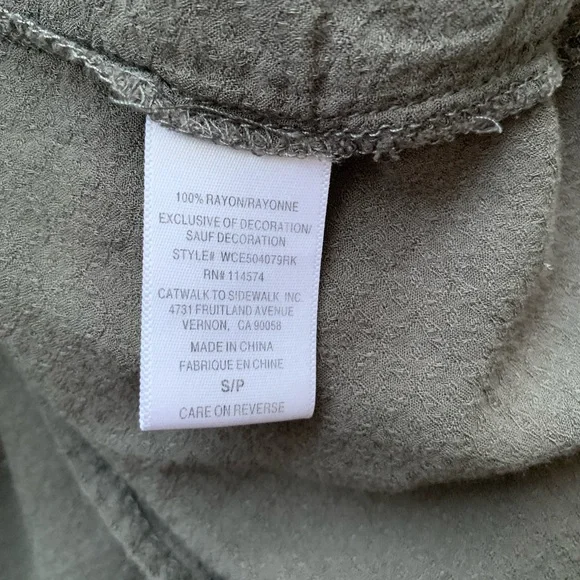 100% RAYON/RAYONNE
EXCLUSIVE OF DECORATION/
SAUF DECORATION
STYLE# WCE504079RK
RN# 114574
CATWALK TO SIDEWALK INC.
4731 FRUITLAND AVENUE
VERNON, CA 90058
MADE IN CHINA
FABRIQUE EN CHINE
S/P
CARE ON REVERSE